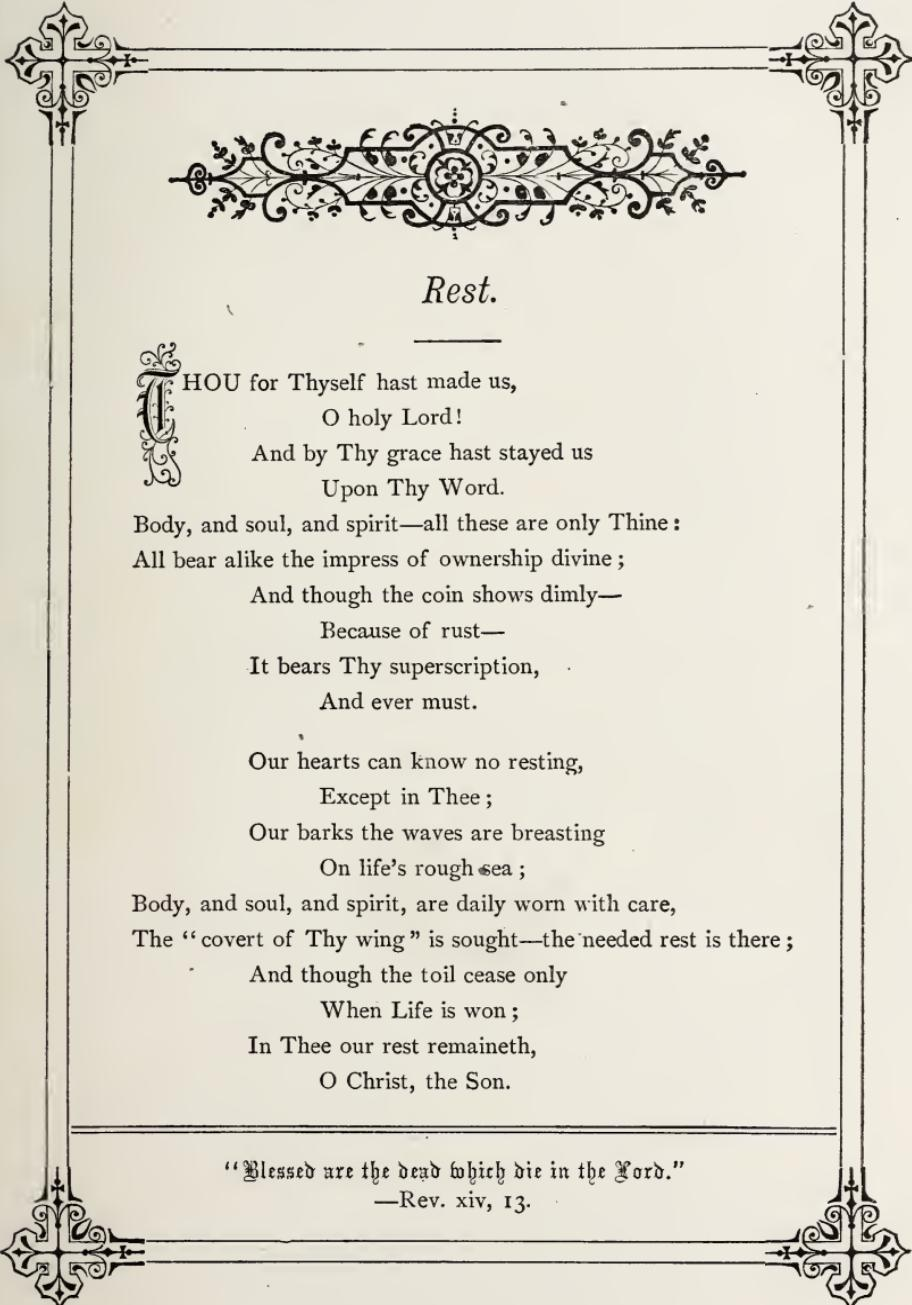 Rest.
THOU for Thyself hast made us,
O holy Lord!
And by Thy grace hast stayed us
Upon Thy Word.
Body, and soul, and spirit—all these are only Thine:
All bear alike the impress of ownership divine;
And though the coin shows dimly—
Because of rust—
It bears Thy superscription,
And ever must.
Our hearts can know no resting,
Except in Thee;
Our barks the waves are breasting
On life's rough sea;
Body, and soul, and spirit, are daily worn with care,
The "covert of Thy wing" is sought—the needed rest is there;
And though the toil cease only
When Life is won;
In Thee our rest remaineth,
O Christ, the Son.
"Blessed are the dead which die in the Lord."
—Rev. xiv, 13.